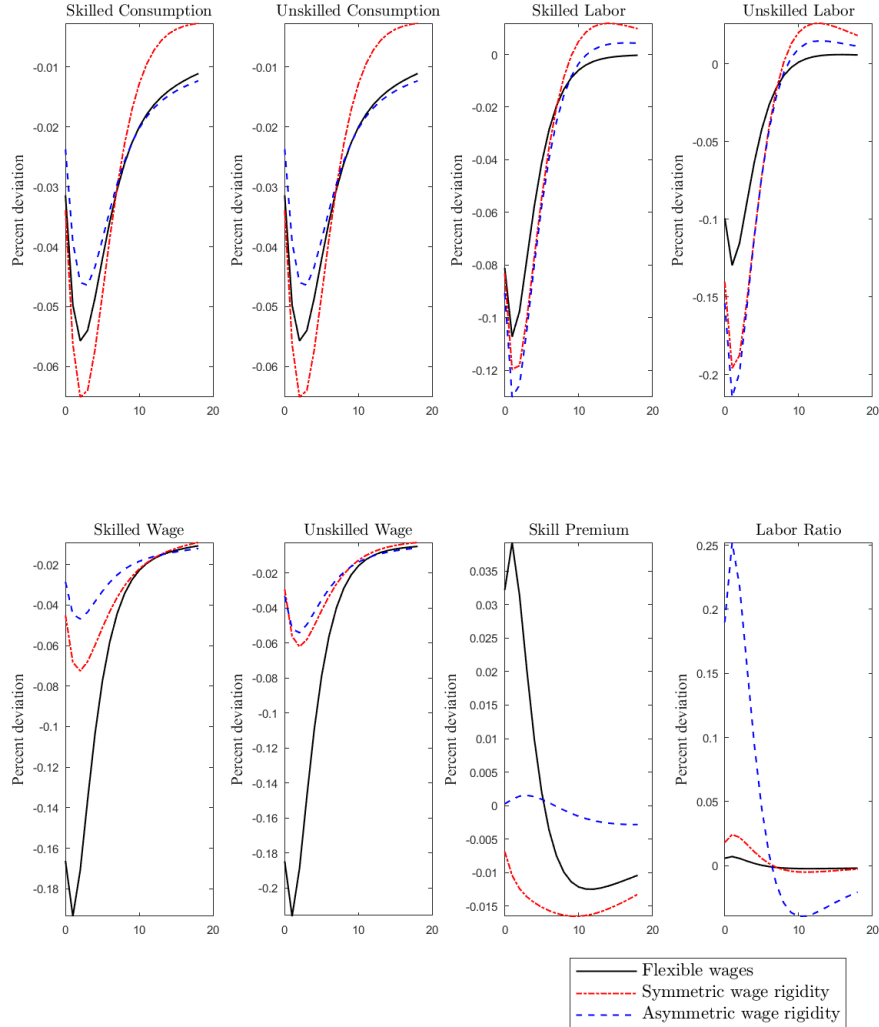 Skilled Consumption Unskilled Consumption Skilled Labor Unskilled Labor
Percent deviation
-0.01
-0.02
-0.03
-0.04
-0.05
-0.06
0 10 20
Percent deviation
-0.01
-0.02
-0.03
-0.04
-0.05
-0.06
0 10 20
Percent deviation
0
-0.02
-0.04
-0.06
-0.08
-0.1
-0.12
0 10 20
Percent deviation
0
-0.05
-0.1
-0.15
-0.2
0 10 20
Skilled Wage Unskilled Wage Skill Premium Labor Ratio
Percent deviation
-0.02
-0.04
-0.06
-0.08
-0.1
-0.12
-0.14
-0.16
-0.18
0 10 20
Percent deviation
-0.02
-0.04
-0.06
-0.08
-0.1
-0.12
-0.14
-0.16
-0.18
-0.2
0 10 20
Percent deviation
0.035
0.03
0.025
0.02
0.015
0.01
0.005
0
-0.005
-0.01
-0.015
0 10 20
Percent deviation
0.25
0.2
0.15
0.1
0.05
0
0 10 20
Flexible wages
Symmetric wage rigidity
Asymmetric wage rigidity